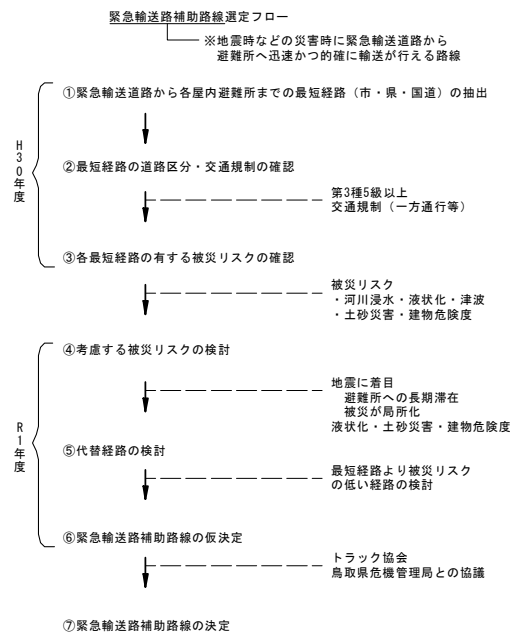 緊急輸送路補助路線選定フロー
※地震時などの災害時に緊急輸送道路から
避難所へ迅速かつ的確に輸送が行える路線
H30年度
①緊急輸送道路から各屋内避難所までの最短経路（市・県・国道）の抽出
②最短経路の道路区分・交通規制の確認
第3種5級以上
交通規制（一方通行等）
③各最短経路の有する被災リスクの確認
被災リスク
・河川浸水・液状化・津波
・土砂災害・建物危険度
R1年度
④考慮する被災リスクの検討
地震に着目
避難所への長期滞在
被災が局所化
液状化・土砂災害・建物危険度
⑤代替経路の検討
最短経路より被災リスク
の低い経路の検討
⑥緊急輸送路補助路線の仮決定
トラック協会
鳥取県危機管理局との協議
⑦緊急輸送路補助路線の決定